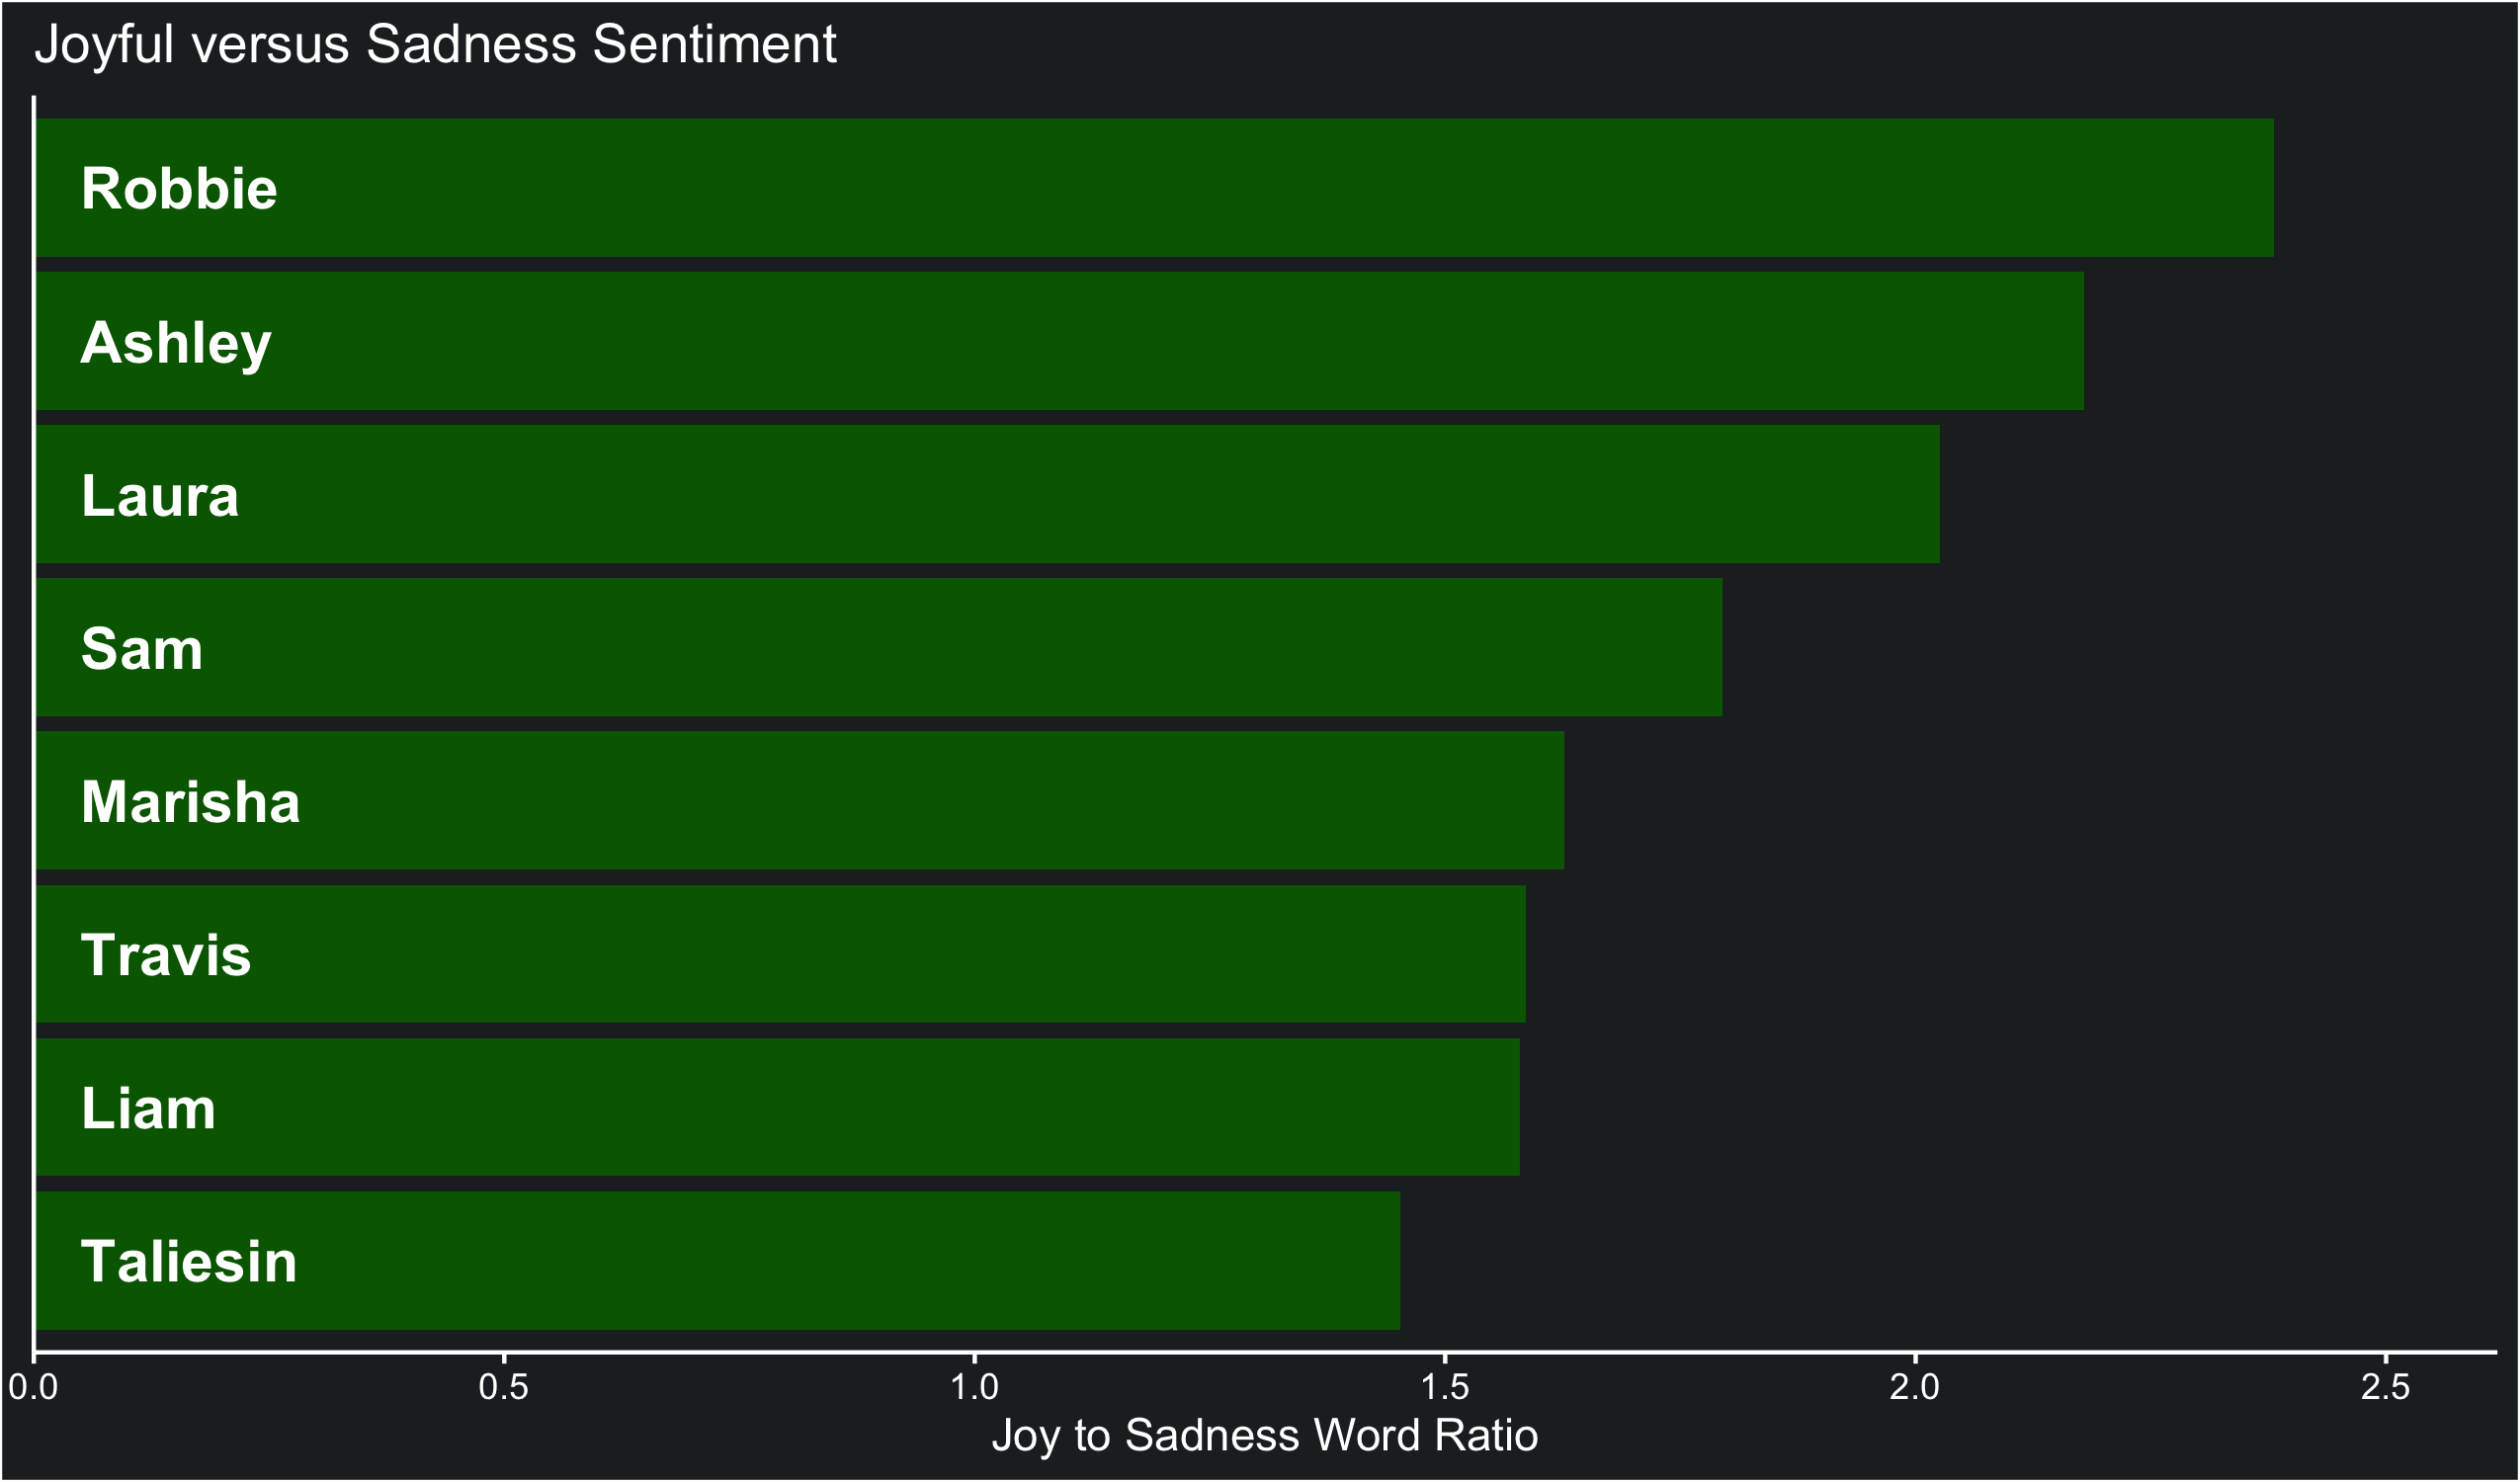 Joyful versus Sadness Sentiment
Robbie
Ashley
Laura
Sam
Marisha
Travis
Liam
Taliesin
0.0 0.5 1.0 1.5 2.0 2.5
Joy to Sadness Word Ratio